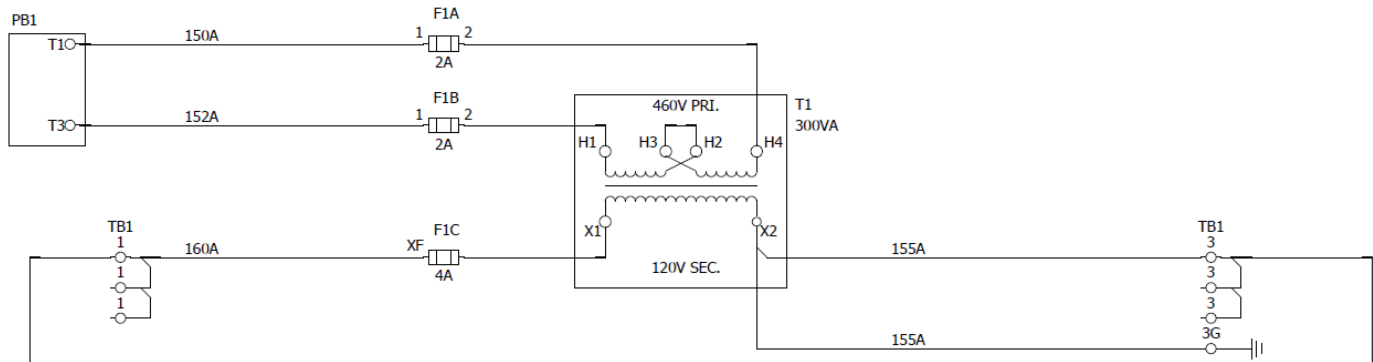 F1A
PB1
T1
150A
1
2
2A
F1B
460V PRI.
T1
300VA
T3
152A
1
2
2A
H1
H3
H2
H4
TB1
F1C
X1
X2
TB1
1
160A
XF
155A
3
4A
120V SEC.
1
3
1
3
155A
3G